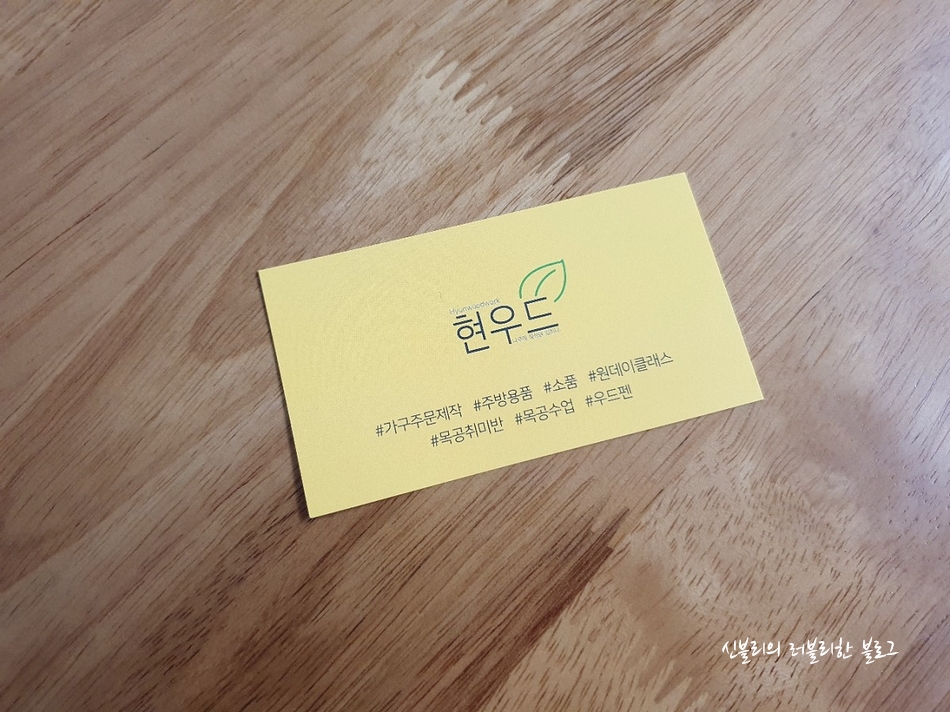 Hyunwoodwork
현우드
#가구주문제작 #주방용품 #소품 #원데이클래스
#목공취미반 #목공수업 #우드펜
신블리의 러블리한 블로그